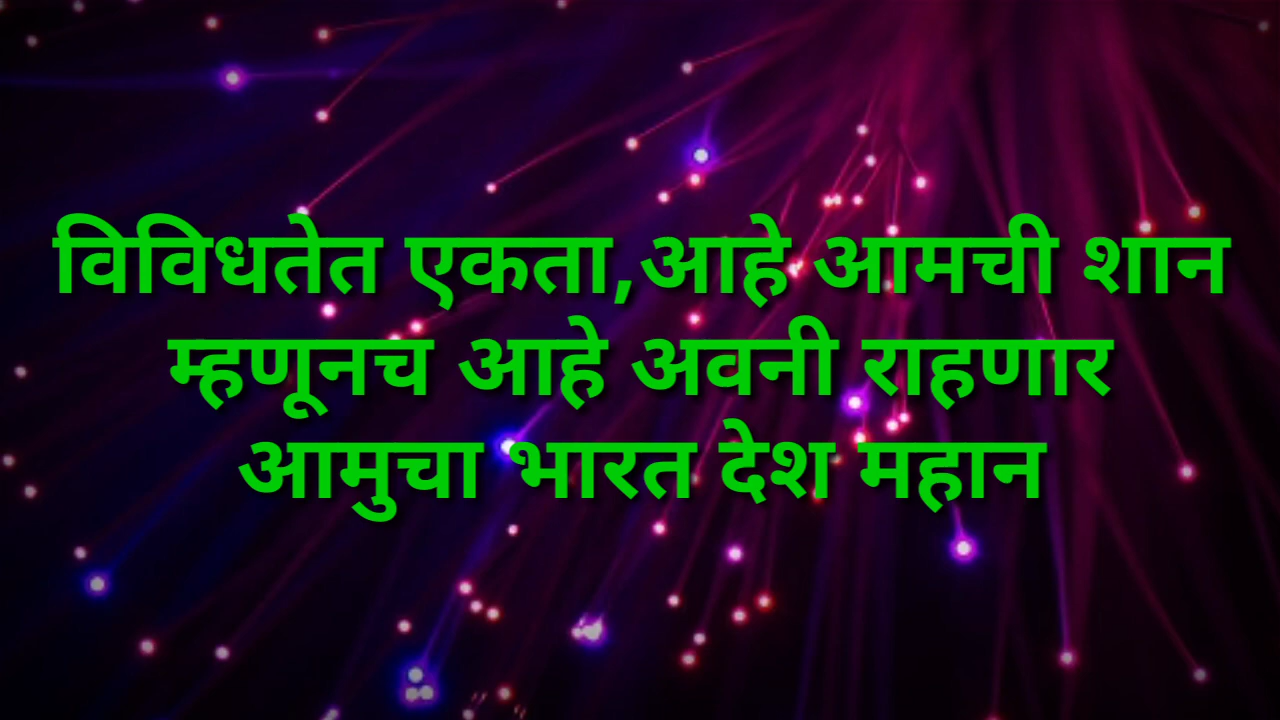 विविधतेत एकता,आहे आमची शान
म्हणूनच आहे अवनी राहणार
आमुचा भारत देश महान